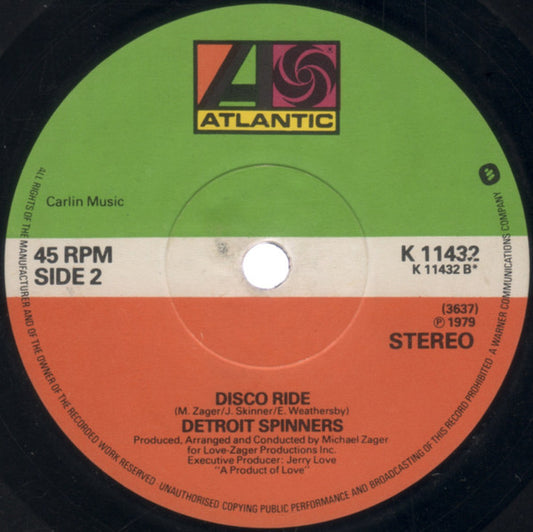 ATLANTIC
Carlin Music
45 RPM
SIDE 2
K 11432
K 11432 B*
(3637)
℗ 1979
STEREO
DISCO RIDE
(M. Zager/J. Skinner/E. Weathersby)
DETROIT SPINNERS
Produced, Arranged and Conducted by Michael Zager
for Love-Zager Productions Inc.
Executive Producer: Jerry Love
"A Product of Love"
ALL RIGHTS OF THE MANUFACTURER AND OF THE OWNER OF THE RECORDED WORK RESERVED UNAUTHORISED COPYING PUBLIC PERFORMANCE AND BROADCASTING OF THIS RECORD PROHIBITED A WARNER COMMUNICATIONS COMPANY